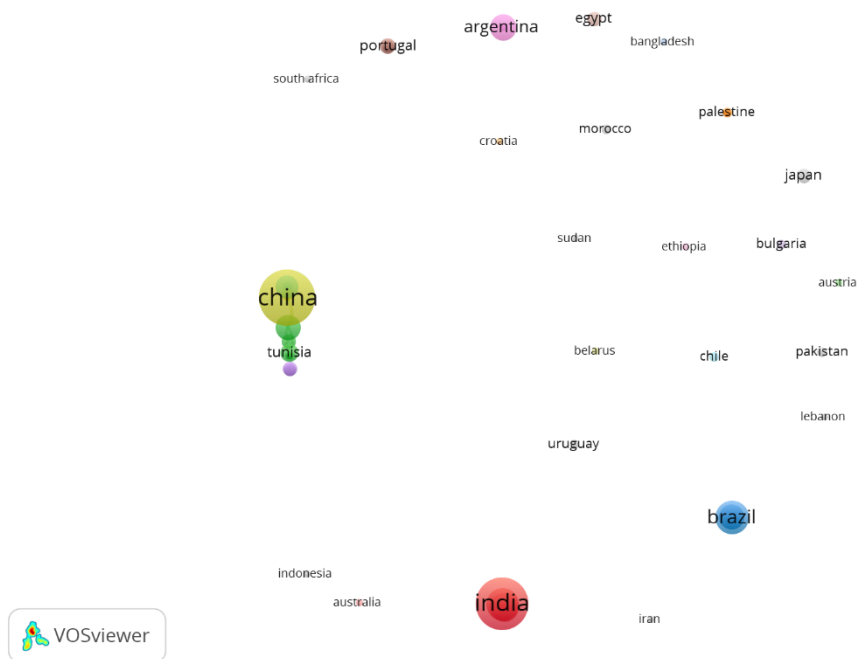 egypt
argentina
bangladesh
portugal
south africa
palestine
morocco
croatia
japan
sudan
ethiopia
bulgaria
austria
china
tunisia
belarus
chile
pakistan
lebanon
uruguay
brazil
indonesia
australia
india
iran
VOSviewer